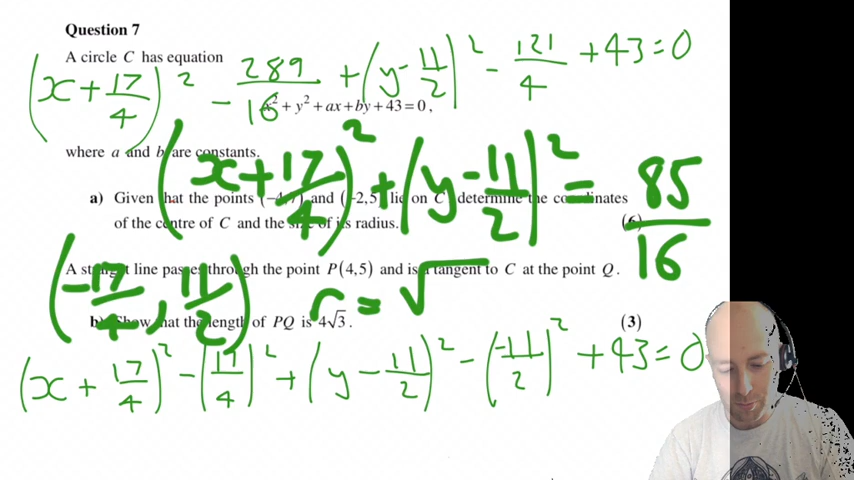 Question 7
A circle C has equation
(x + 17/4)² - 289/16 + (y - 11/2)² - 121/4 + 43 = 0
x² + y² + ax + by + 43 = 0,
where a and b are constants.
(x + 17/4)² + (y - 11/2)² = 85/16
a) Given that the points (-4,7) and (-2,5) lie on C, determine the coordinates
of the centre of C and the size of its radius.
(6)
A straight line passes through the point P(4,5) and is a tangent to C at the point Q.
(-17/4, 11/2) r = √
b) Show that the length of PQ is 4√3.
(3)
(x + 17/4)² - (17/4)² + (y - 11/2)² - (-11/2)² + 43 = 0